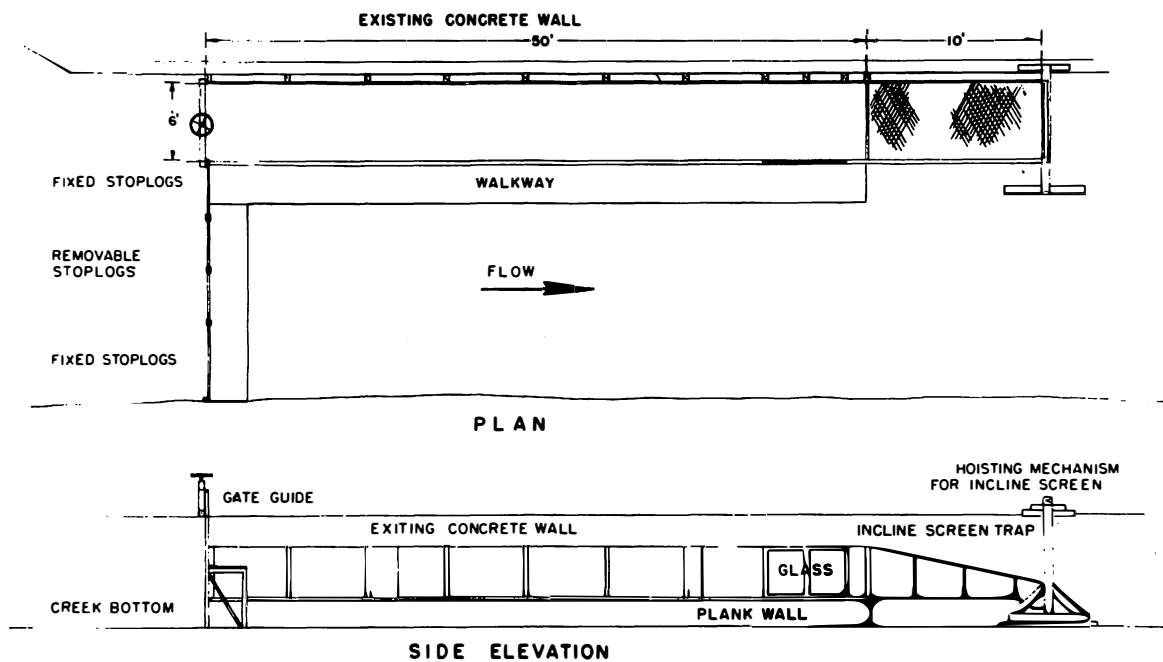 EXISTING CONCRETE WALL
50'
10'
6'
FIXED STOPLOGS
WALKWAY
REMOVABLE
STOPLOGS
FLOW
FIXED STOPLOGS
PLAN
HOISTING MECHANISM
FOR INCLINE SCREEN
GATE GUIDE
EXITING CONCRETE WALL
INCLINE SCREEN TRAP
GLASS
CREEK BOTTOM
PLANK WALL
SIDE ELEVATION